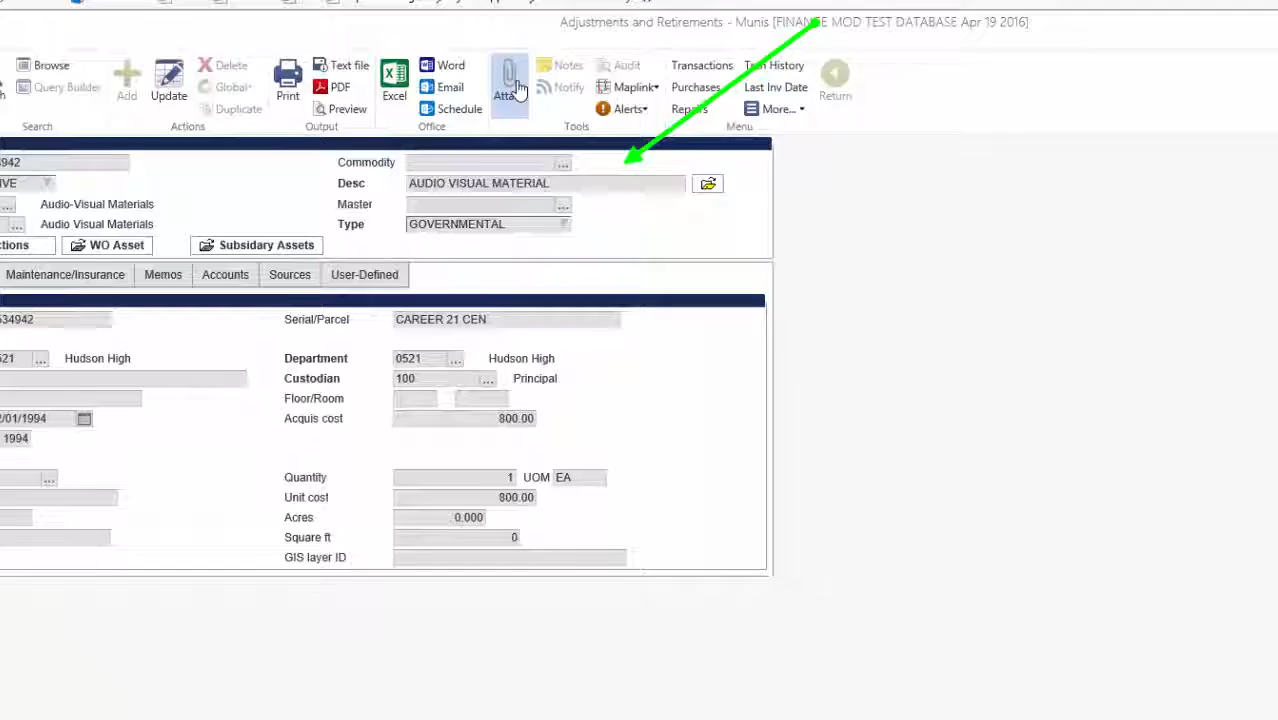 Adjustments and Retirements - Munis [FINANCE MOD TEST DATABASE Apr 19 2016]
Browse Delete Text file Word Notes Audit Transactions Tran History
Query Builder Add Update Global Print PDF Excel Email Notify Maplink Purchases Last Inv Date Return
Duplicate Preview Schedule Alerts Repairs More...
Search Actions Output Office Tools Menu
4942 Commodity ...
Desc AUDIO VISUAL MATERIAL
... Audio-Visual Materials Master ...
... Audio Visual Materials Type GOVERNMENTAL
WO Asset Subsidary Assets
Maintenance/Insurance Memos Accounts Sources User-Defined
534942 Serial/Parcel CAREER 21 CEN
521 ... Hudson High Department 0521 ... Hudson High
Custodian 100 ... Principal
Floor/Room
/01/1994 Acquis cost 800.00
1994
... Quantity 1 UOM EA
Unit cost 800.00
Acres 0.000
Square ft 0
GIS layer ID